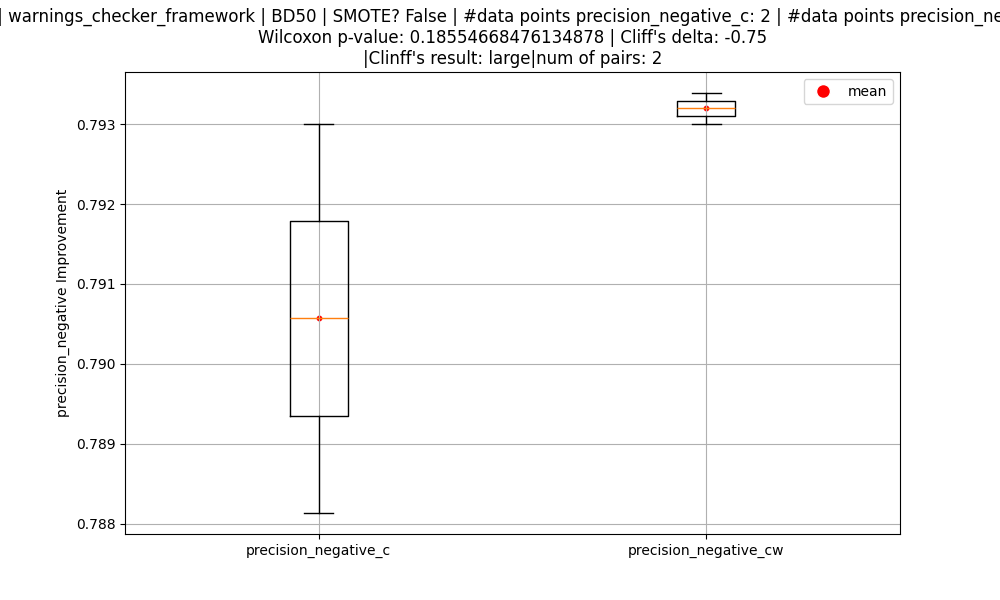 | warnings_checker_framework | BD50 | SMOTE? False | #data points precision_negative_c: 2 | #data points precision_ne
Wilcoxon p-value: 0.18554668476134878 | Cliff's delta: -0.75
|Clinff's result: large|num of pairs: 2
mean
0.793
0.792
0.791
0.790
0.789
0.788
precision_negative Improvement
precision_negative_c
precision_negative_cw